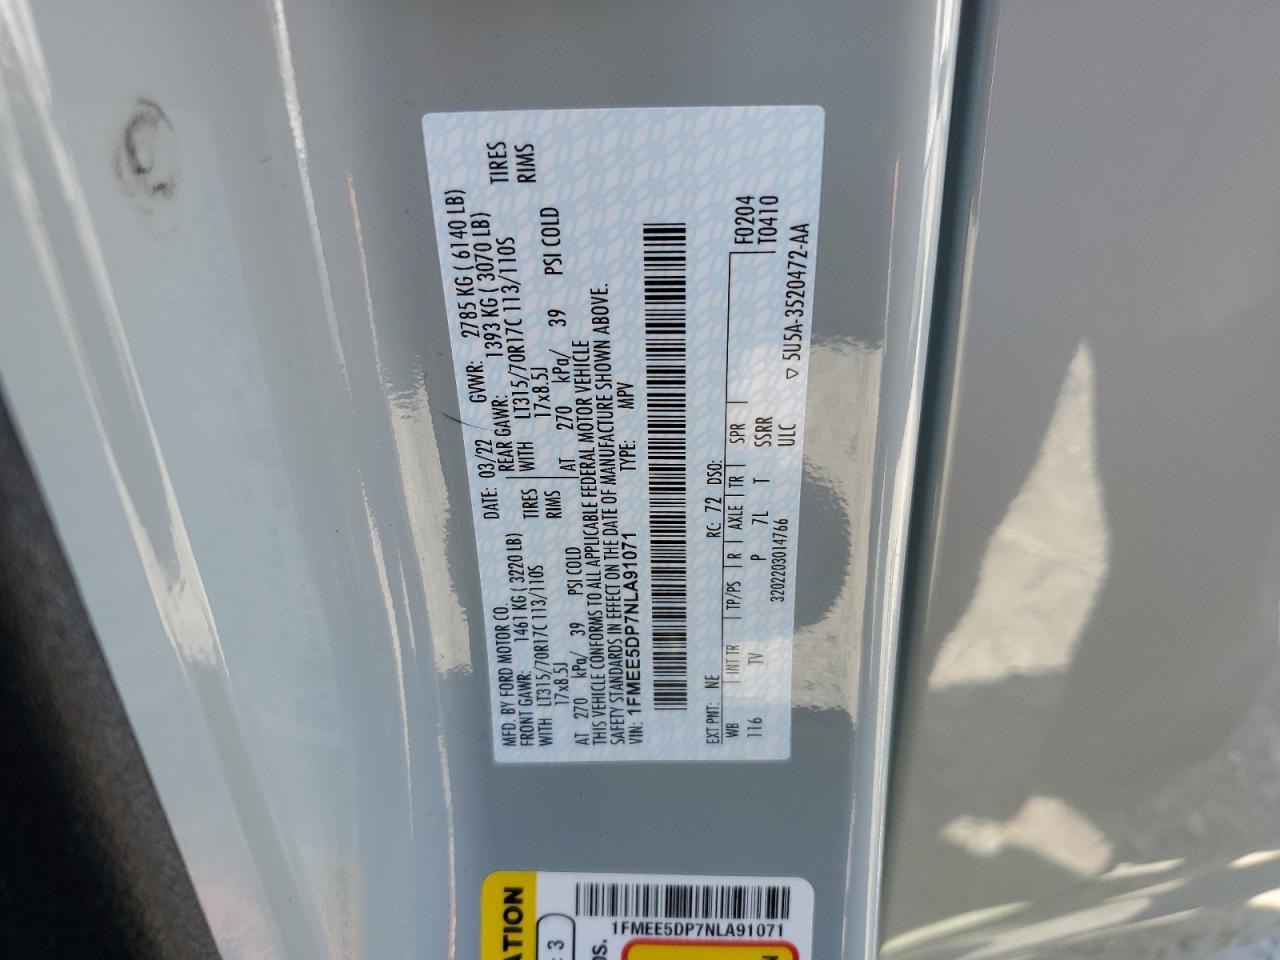 MFD. BY FORD MOTOR CO.
DATE: 03/22 GVWR: 2785 KG ( 6140 LB)
FRONT GAWR: 1461 KG ( 3220 LB)
REAR GAWR: 1393 KG ( 3070 LB)
WITH LT315/70R17C 113/110S TIRES
WITH LT315/70R17C 113/110S TIRES
17x8.5J RIMS
17x8.5J RIMS
AT 270 kPa/ 39 PSI COLD
AT 270 kPa/ 39 PSI COLD
THIS VEHICLE CONFORMS TO ALL APPLICABLE FEDERAL MOTOR VEHICLE
SAFETY STANDARDS IN EFFECT ON THE DATE OF MANUFACTURE SHOWN ABOVE.
VIN: 1FMEE5DP7NLA91071 TYPE: MPV
EXT PNT: NE RC: 72 DSO: F0204
WB | INT TR | TP/PS | R | AXLE | TR | SPR T0410
116 TV P 7L T SSRR
3202203014766 ULC
▽ 5U5A-3520472-AA
1FMEE5DP7NLA91071
3